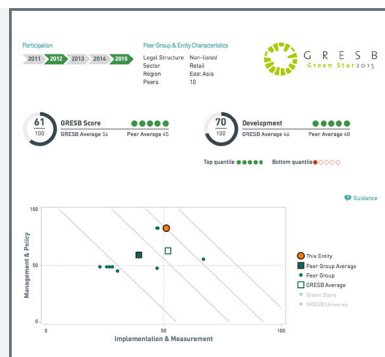 Participation
2011 2012 2013 2014 2015
Peer Group & Entity Characteristics
Legal Structure Non-listed
Sector Retail
Region East Asia
Peers 10
G R E S B
Green Star2015
61
100
GRESB Score
GRESB Average 54 Peer Average 45
70
100
Development
GRESB Average 46 Peer Average 48
Top quantile Bottom quantile
Guidance
Management & Policy
100
50
0
0 50 100
Implementation & Measurement
This Entity
Peer Group Average
Peer Group
GRESB Average
Green Stars
GRESB Universe